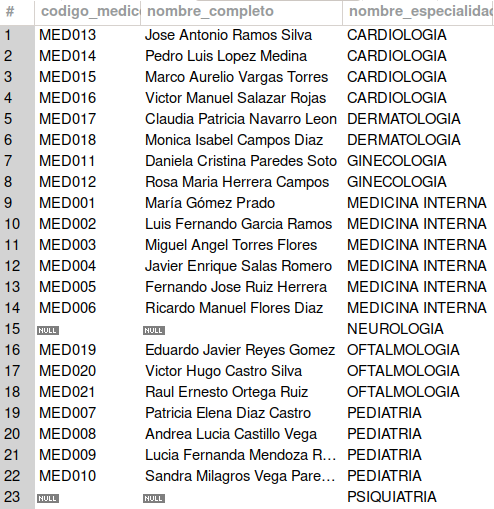 # codigo_medico nombre_completo nombre_especialidad
1 MED013 Jose Antonio Ramos Silva CARDIOLOGIA
2 MED014 Pedro Luis Lopez Medina CARDIOLOGIA
3 MED015 Marco Aurelio Vargas Torres CARDIOLOGIA
4 MED016 Victor Manuel Salazar Rojas CARDIOLOGIA
5 MED017 Claudia Patricia Navarro Leon DERMATOLOGIA
6 MED018 Monica Isabel Campos Diaz DERMATOLOGIA
7 MED011 Daniela Cristina Paredes Soto GINECOLOGIA
8 MED012 Rosa Maria Herrera Campos GINECOLOGIA
9 MED001 María Gómez Prado MEDICINA INTERNA
10 MED002 Luis Fernando Garcia Ramos MEDICINA INTERNA
11 MED003 Miguel Angel Torres Flores MEDICINA INTERNA
12 MED004 Javier Enrique Salas Romero MEDICINA INTERNA
13 MED005 Fernando Jose Ruiz Herrera MEDICINA INTERNA
14 MED006 Ricardo Manuel Flores Diaz MEDICINA INTERNA
15 NULL NULL NEUROLOGIA
16 MED019 Eduardo Javier Reyes Gomez OFTALMOLOGIA
17 MED020 Victor Hugo Castro Silva OFTALMOLOGIA
18 MED021 Raul Ernesto Ortega Ruiz OFTALMOLOGIA
19 MED007 Patricia Elena Diaz Castro PEDIATRIA
20 MED008 Andrea Lucia Castillo Vega PEDIATRIA
21 MED009 Lucia Fernanda Mendoza R... PEDIATRIA
22 MED010 Sandra Milagros Vega Pare... PEDIATRIA
23 NULL NULL PSIQUIATRIA